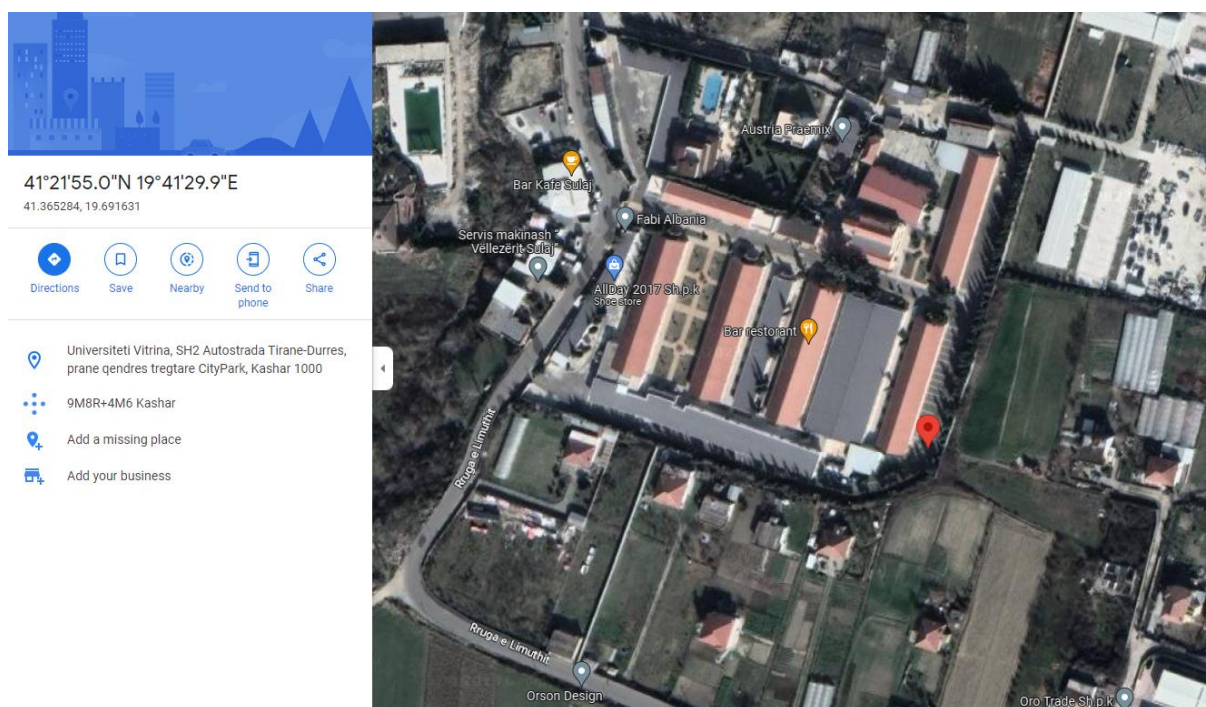 41°21'55.0"N 19°41'29.9"E
41.365284, 19.691631
Directions
Save
Nearby
Send to
phone
Share
Universiteti Vitrina, SH2 Autostrada Tirane-Durres,
prane qendres tregtare CityPark, Kashar 1000
9M8R+4M6 Kashar
Add a missing place
Add your business
Austria Praemix
Bar Kafe Sulaj
Fabi Albania
Servis makinash
Vëllezërit Sulaj
AllDay 2017 Sh.p.k
Shoe store
Bar restorant
Rruga e Limuthit
Rruga e Limuthit
Orson Design
Oro Trade Sh.p.k